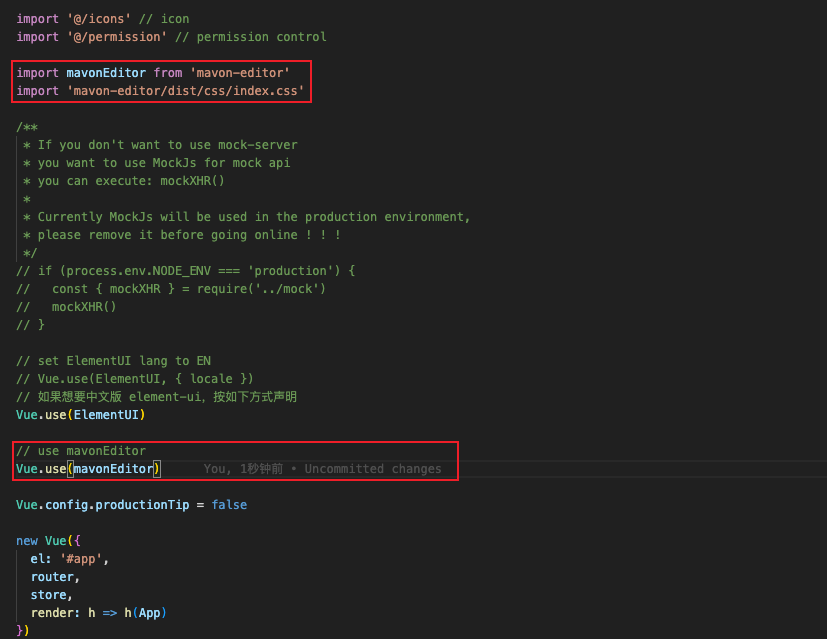 import '@/icons' // icon
import '@/permission' // permission control
import mavonEditor from 'mavon-editor'
import 'mavon-editor/dist/css/index.css'
/**
* If you don't want to use mock-server
* you want to use MockJs for mock api
* you can execute: mockXHR()
*
* Currently MockJs will be used in the production environment,
* please remove it before going online ! ! !
*/
// if (process.env.NODE_ENV === 'production') {
//   const { mockXHR } = require('../mock')
//   mockXHR()
// }
// set ElementUI lang to EN
// Vue.use(ElementUI, { locale })
// 如果想要中文版 element-ui，按如下方式声明
Vue.use(ElementUI)
// use mavonEditor
Vue.use(mavonEditor) You, 1秒钟前 • Uncommitted changes
Vue.config.productionTip = false
new Vue({
el: '#app',
router,
store,
render: h => h(App)
})